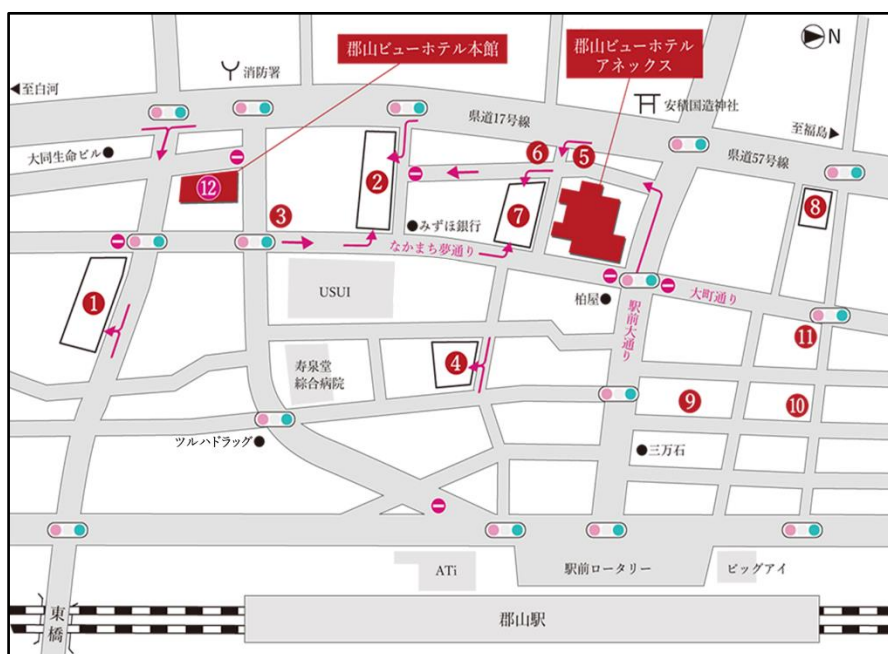 郡山ビューホテル本館
郡山ビューホテル
アネックス
N
消防署
◀至白河
安積国造神社
県道17号線
至福島▶
大同生命ビル
県道57号線
⑥
⑤
②
⑫
③
⑦
⑧
みずほ銀行
なかまち夢通り
USUI
大町通り
柏屋
①
駅前大通り
⑪
寿泉堂
綜合病院
④
⑨
⑩
ツルハドラッグ
三万石
ATi
駅前ロータリー
ビッグアイ
東橋
郡山駅